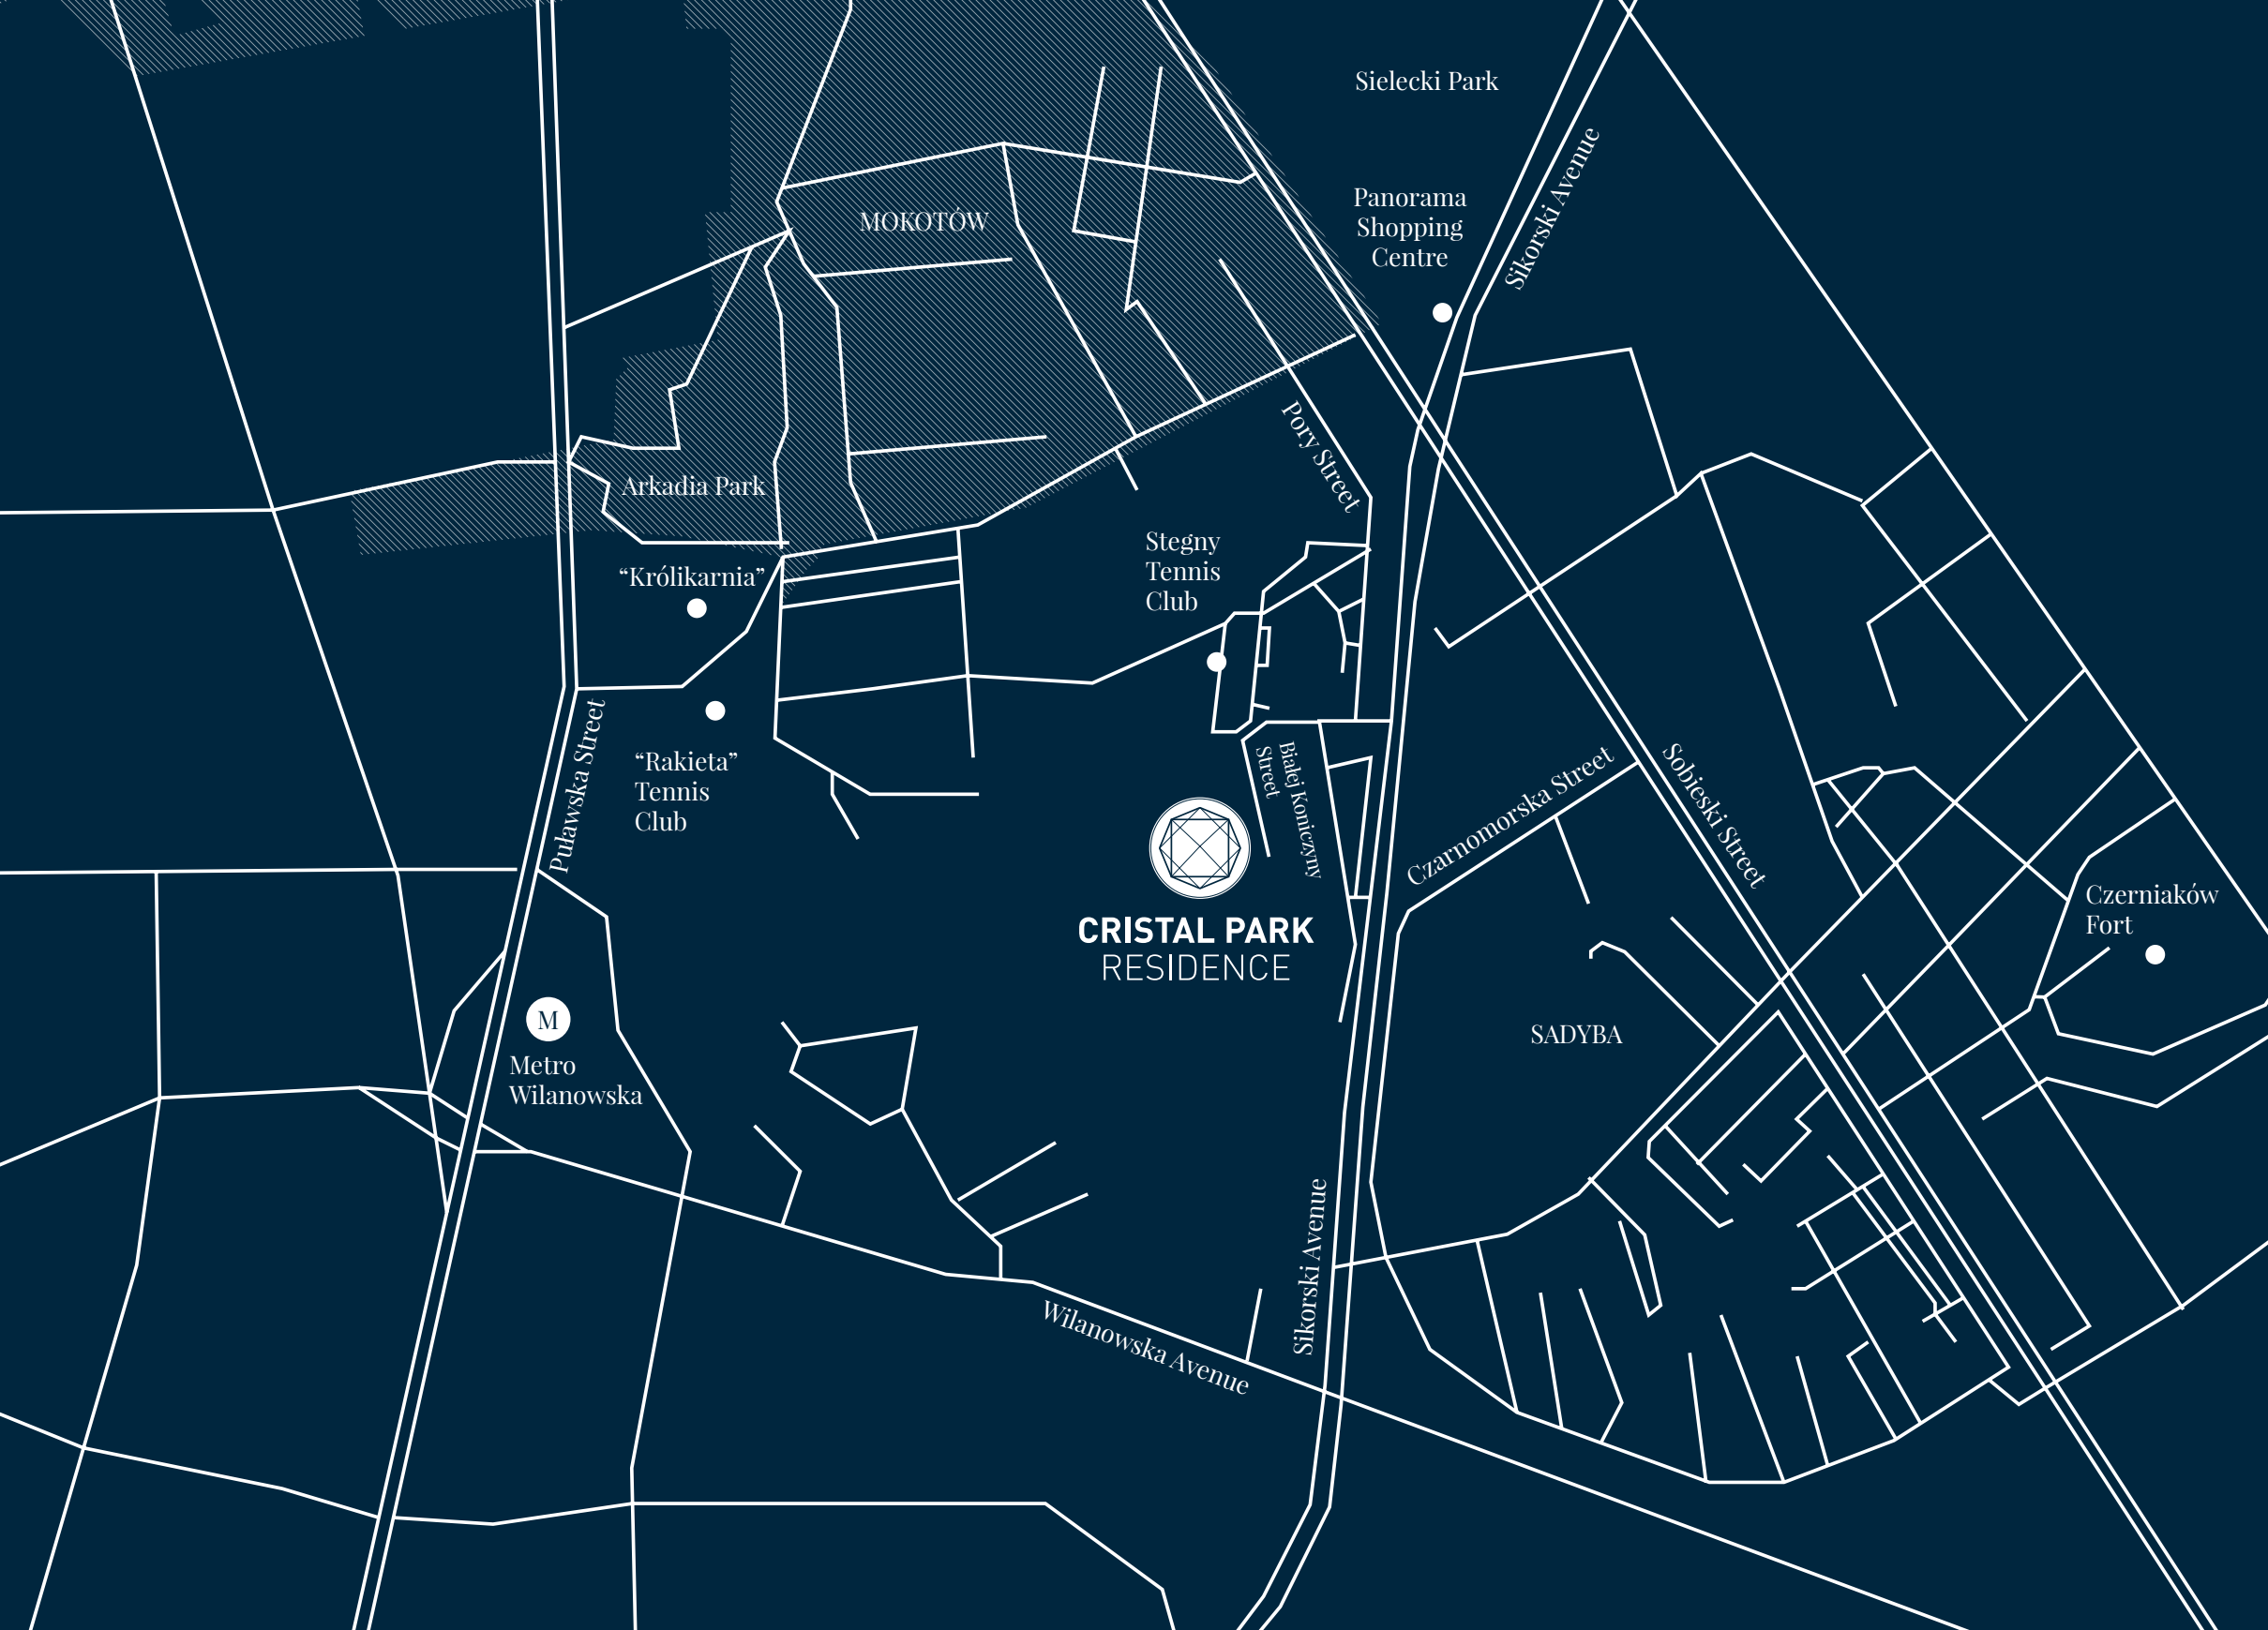 Sielecki Park
Sikorski Avenue
Panorama
Shopping
Centre
MOKOTÓW
Pory Street
Arkadia Park
Stegny
Tennis
Club
“Królikarnia”
Puławska Street
“Rakieta”
Tennis
Club
Białej Koniczyny
Street
Czarnomorska Street
Sobieski Street
CRISTAL PARK
RESIDENCE
Czerniaków
Fort
M
Metro
Wilanowska
SADYBA
Sikorski Avenue
Wilanowska Avenue